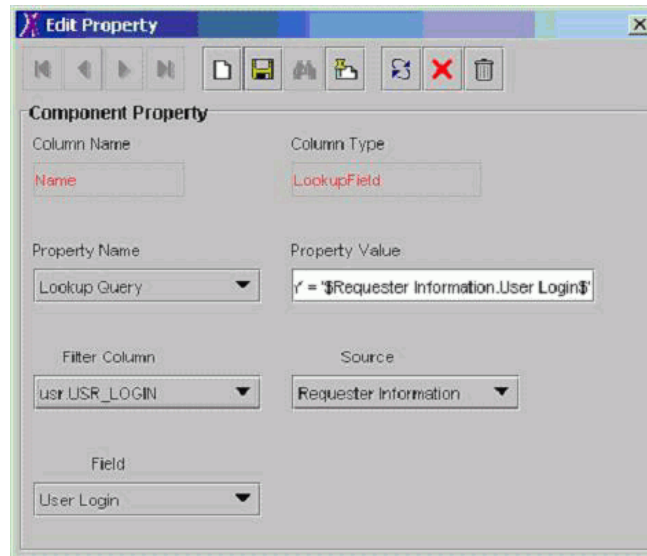 Edit Property
Component Property
Column Name Column Type
Name LookupField
Property Name Property Value
Lookup Query r' = '$Requester Information.User Login$'
Filter Column Source
usr.USR_LOGIN Requester Information
Field
User Login